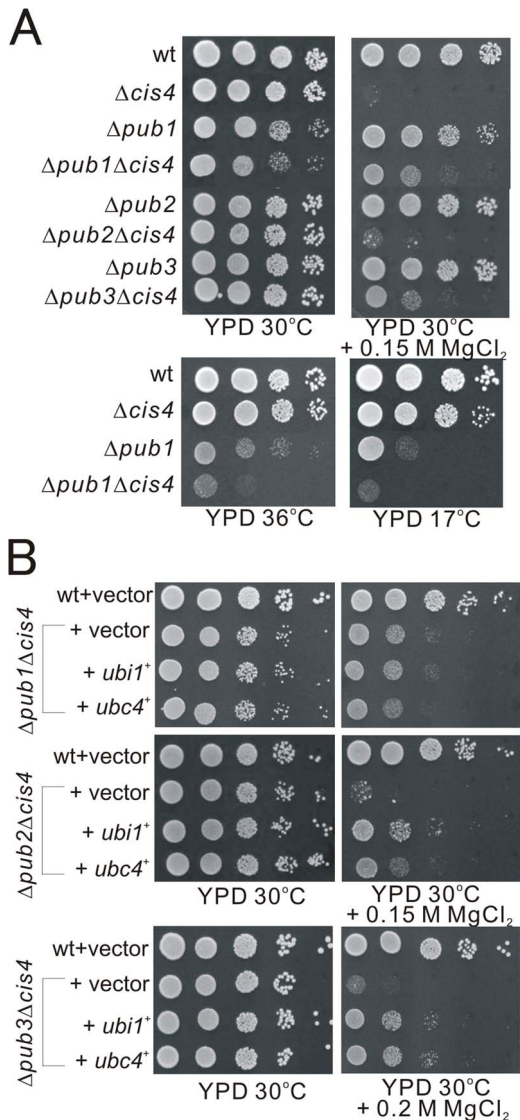 A
wt
Δcis4
Δpub1
Δpub1Δcis4
Δpub2
Δpub2Δcis4
Δpub3
Δpub3Δcis4
YPD 30°C
YPD 30°C
+ 0.15 M MgCl₂
wt
Δcis4
Δpub1
Δpub1Δcis4
YPD 36°C
YPD 17°C
B
Δpub1Δcis4
wt+vector
+ vector
+ ubi1⁺
+ ubc4⁺
Δpub2Δcis4
wt+vector
+ vector
+ ubi1⁺
+ ubc4⁺
YPD 30°C
YPD 30°C
+ 0.15 M MgCl₂
Δpub3Δcis4
wt+vector
+ vector
+ ubi1⁺
+ ubc4⁺
YPD 30°C
YPD 30°C
+ 0.2 M MgCl₂